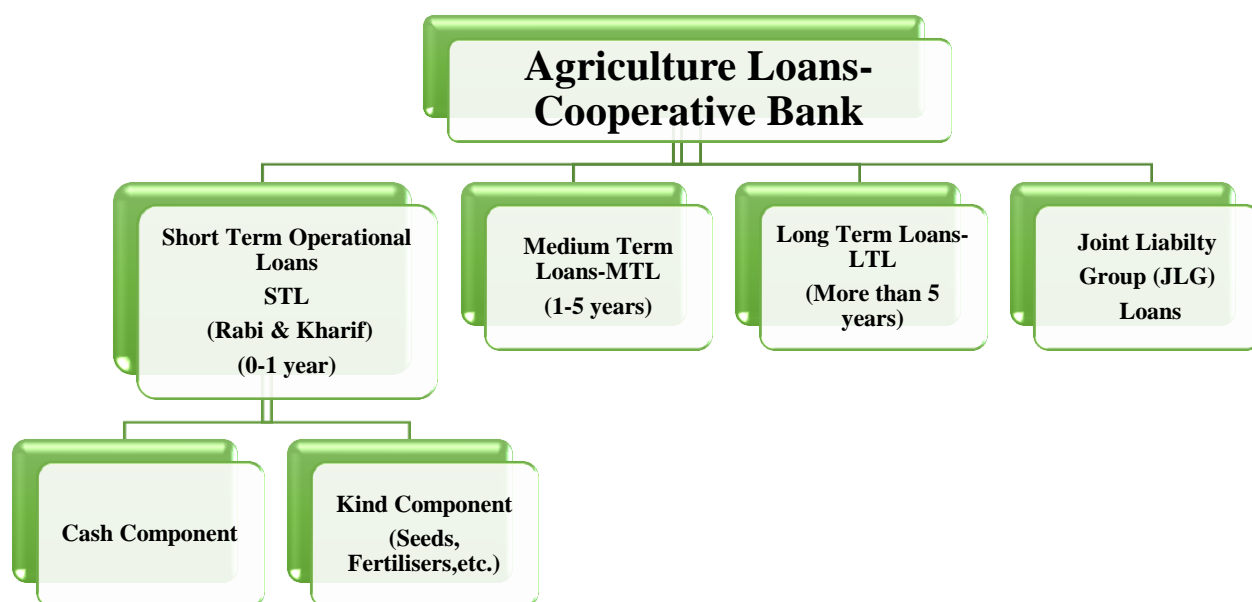 Agriculture Loans-
Cooperative Bank
Short Term Operational
Loans
STL
(Rabi & Kharif)
(0-1 year)
Medium Term
Loans-MTL
(1-5 years)
Long Term Loans-
LTL
(More than 5
years)
Joint Liabilty
Group (JLG)
Loans
Cash Component
Kind Component
(Seeds,
Fertilisers,etc.)